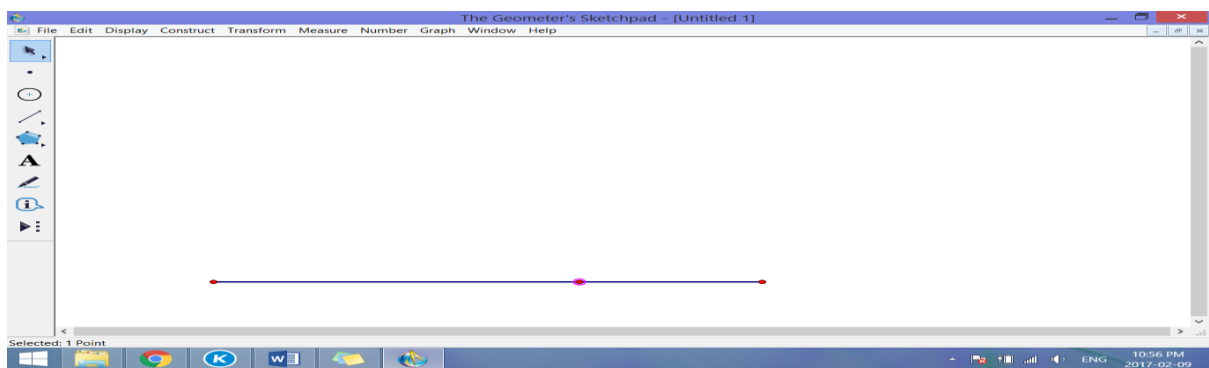 The Geometer's Sketchpad - [Untitled 1]
File Edit Display Construct Transform Measure Number Graph Window Help
A
i
Selected: 1 Point
K
W
ENG
10:56 PM
2017-02-09